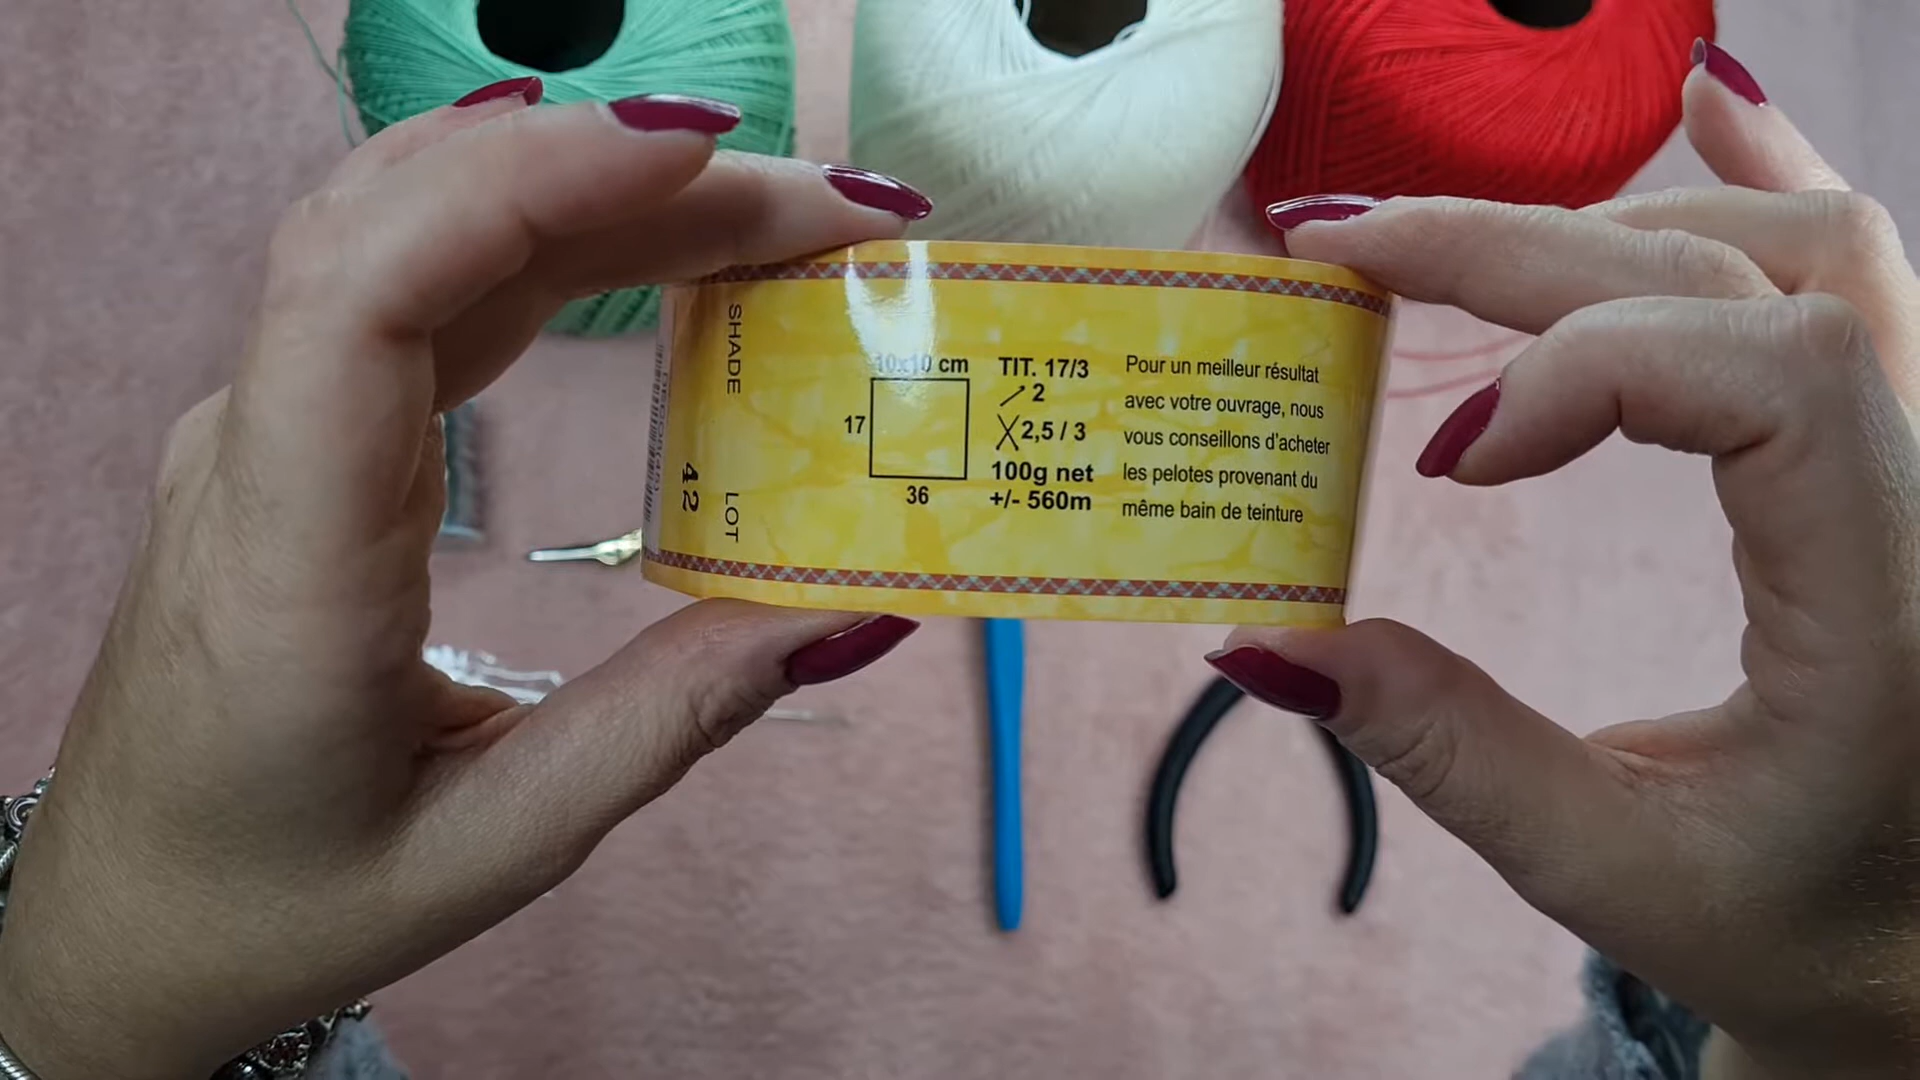 SHADE
42
LOT
10x10 cm
17
36
TIT. 17/3
2
2,5 / 3
100g net
+/- 560m
Pour un meilleur résultat
avec votre ouvrage, nous
vous conseillons d'acheter
les pelotes provenant du
même bain de teinture